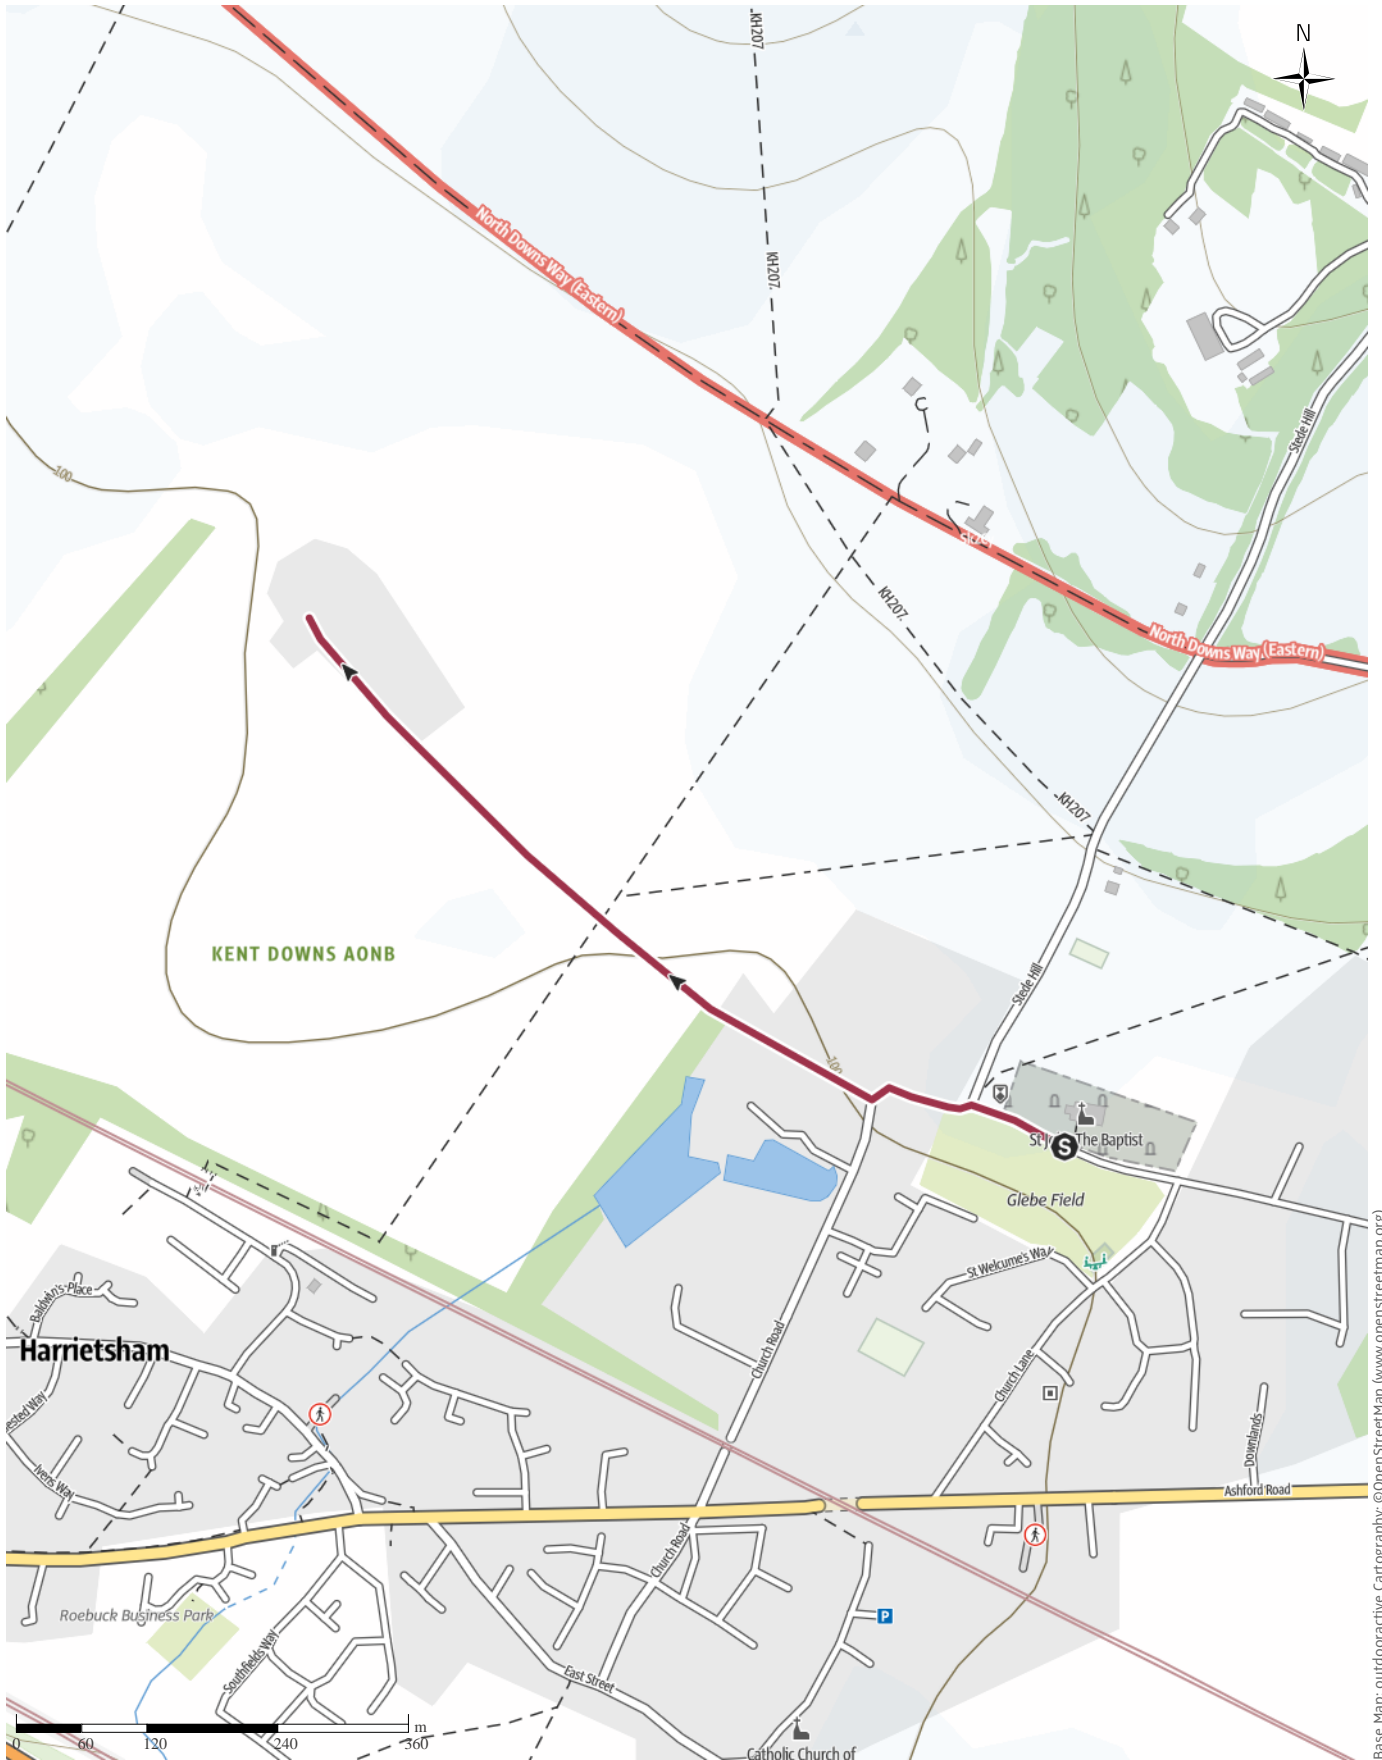 KH207
N
North Downs Way (Eastern)
KH207
Stede Hill
100
KH207
North Downs Way (Eastern)
KH207
KENT DOWNS AONB
Stede Hill
100
The Baptist
S
Glebe Field
St Welcume's Way
Baldwin's Place
Harrietsham
Church Road
Church Lane
Ivens Way
Downlands
Ashford Road
Church Road
Roebuck Business Park
P
Southfields Way
East Street
Catholic Church of
0 60 120 240 360 m
Base Map: outdooractive Cartography; ©OpenStreetMap (www.openstreetmap.org)